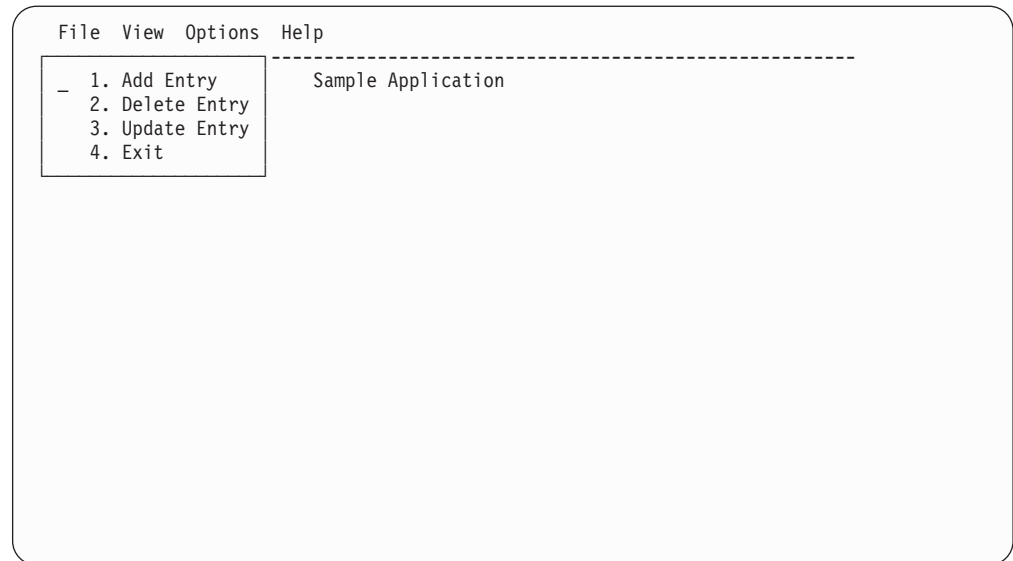 File View Options Help
-------------------------------------------------------
_ 1. Add Entry Sample Application
2. Delete Entry
3. Update Entry
4. Exit